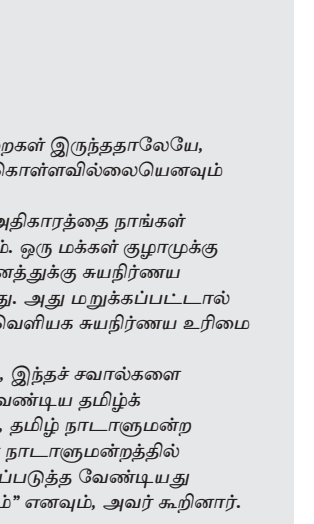 றைகள் இருந்ததாலேயே,
கொள்ளவில்லையெனவும்
அதிகாரத்தை நாங்கள்
ம். ஒரு மக்கள் குழாமுக்கு
னத்துக்கு சுயநிர்ணய
து. அது மறுக்கப்பட்டால்
வெளியக சுயநிர்ணய உரிமை
, இந்தச் சவால்களை
வேண்டிய தமிழ்க்
, தமிழ் நாடாளுமன்ற
நாடாளுமன்றத்தில்
ப்படுத்த வேண்டியது
ம்" எனவும், அவர் கூறினார்.